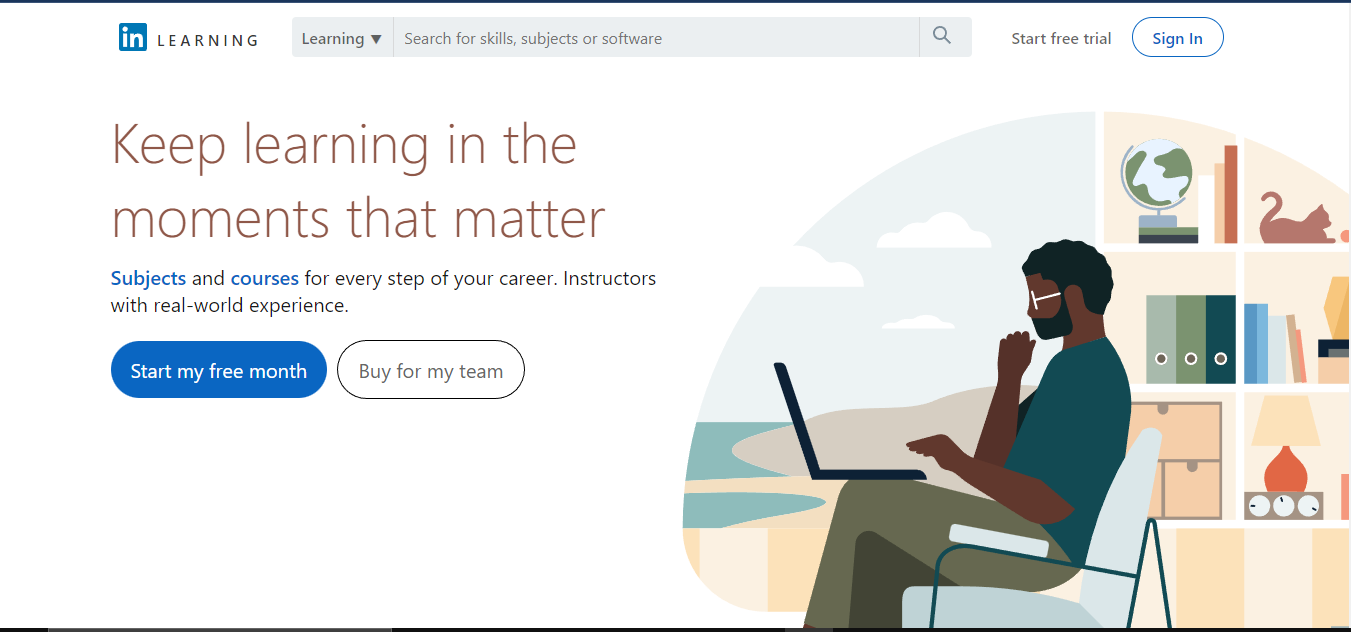 in LEARNING
Learning ▼
Search for skills, subjects or software
Start free trial
Sign In
Keep learning in the
moments that matter
Subjects and courses for every step of your career. Instructors
with real-world experience.
Start my free month
Buy for my team